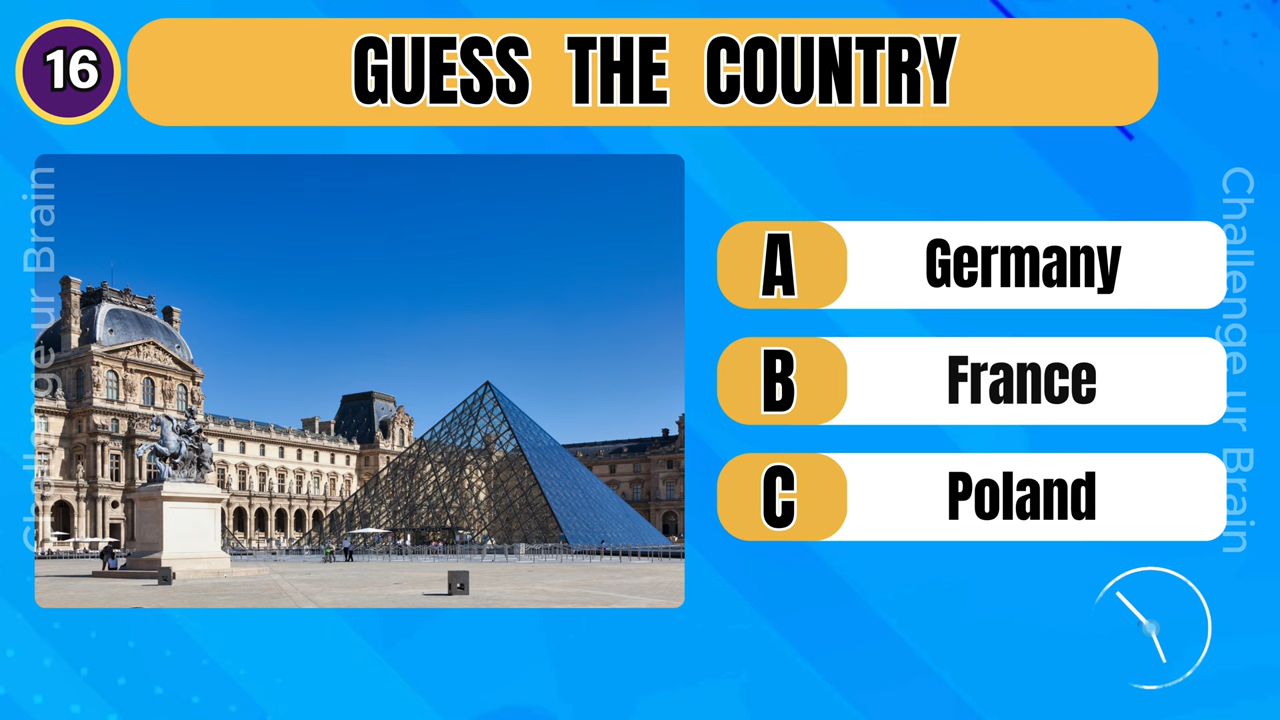 16
GUESS THE COUNTRY
A
Germany
B
France
C
Poland
Challenge ur Brain
Challenge ur Brain